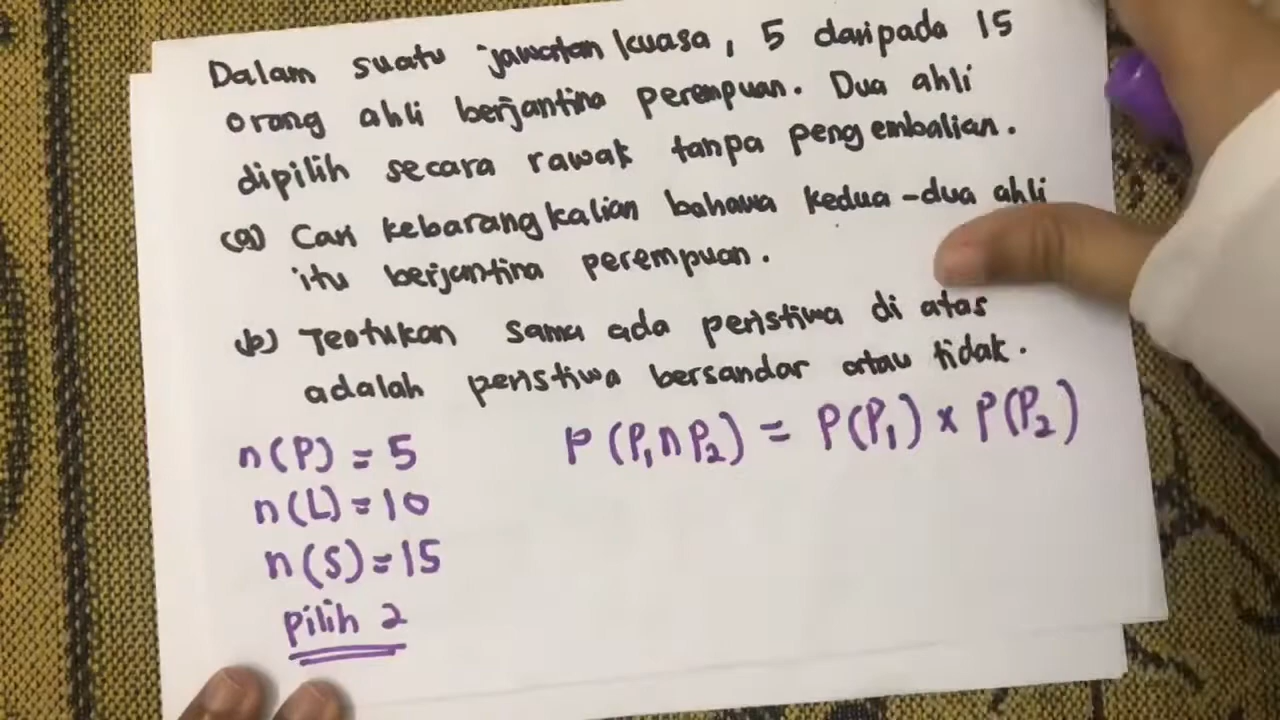 Dalam suatu jawatan kuasa, 5 daripada 15
orang ahli berjantina perempuan. Dua ahli
dipilih secara rawak tanpa pengembalian.
(a) Cari kebarangkalian bahawa kedua-dua ahli
itu berjantina perempuan.
(b) Tentukan sama ada peristiwa di atas
adalah peristiwa bersandar atau tidak.
n(P) = 5
n(L) = 10
n(S) = 15
Pilih 2
P(P₁∩P₂) = P(P₁) × P(P₂)